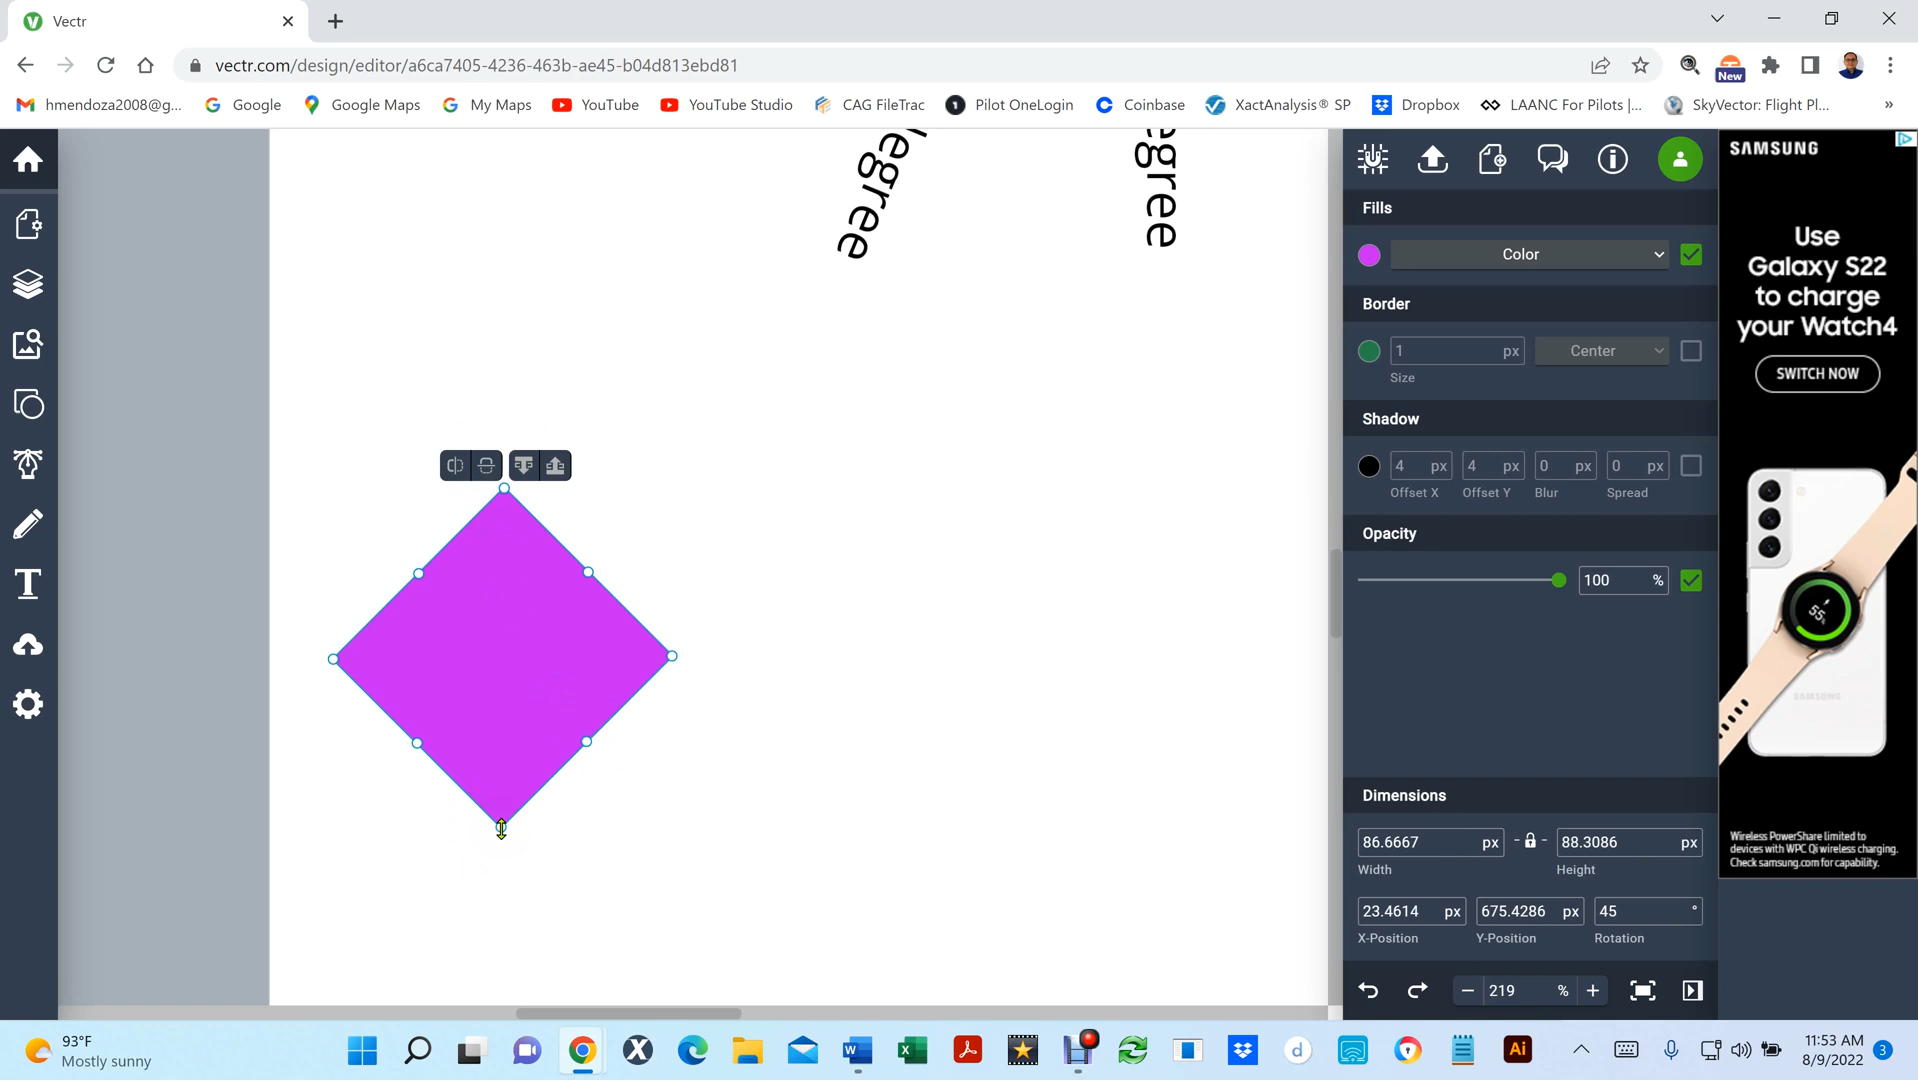 Vectr
vectr.com/design/editor/a6ca7405-4236-463b-ae45-b04d813ebd81
New
hmendoza2008@g...
Google
Google Maps
My Maps
YouTube
YouTube Studio
CAG FileTrac
Pilot OneLogin
Coinbase
XactAnalysis® SP
Dropbox
LAANC For Pilots |...
SkyVector: Flight Pl...
»
egree
egree
Fills
Color
Border
1 px
Center
Size
Shadow
4 px 4 px 0 px 0 px
Offset X Offset Y Blur Spread
Opacity
100 %
Dimensions
86.6667 px
88.3086 px
Width Height
23.4614 px 675.4286 px 45 °
X-Position Y-Position Rotation
219 %
SAMSUNG
Use
Galaxy S22
to charge
your Watch4
SWITCH NOW
55%
SAMSUNG
Wireless PowerShare limited to
devices with WPC Qi wireless charging.
Check samsung.com for capability.
93°F
Mostly sunny
Ai
11:53 AM
8/9/2022
3